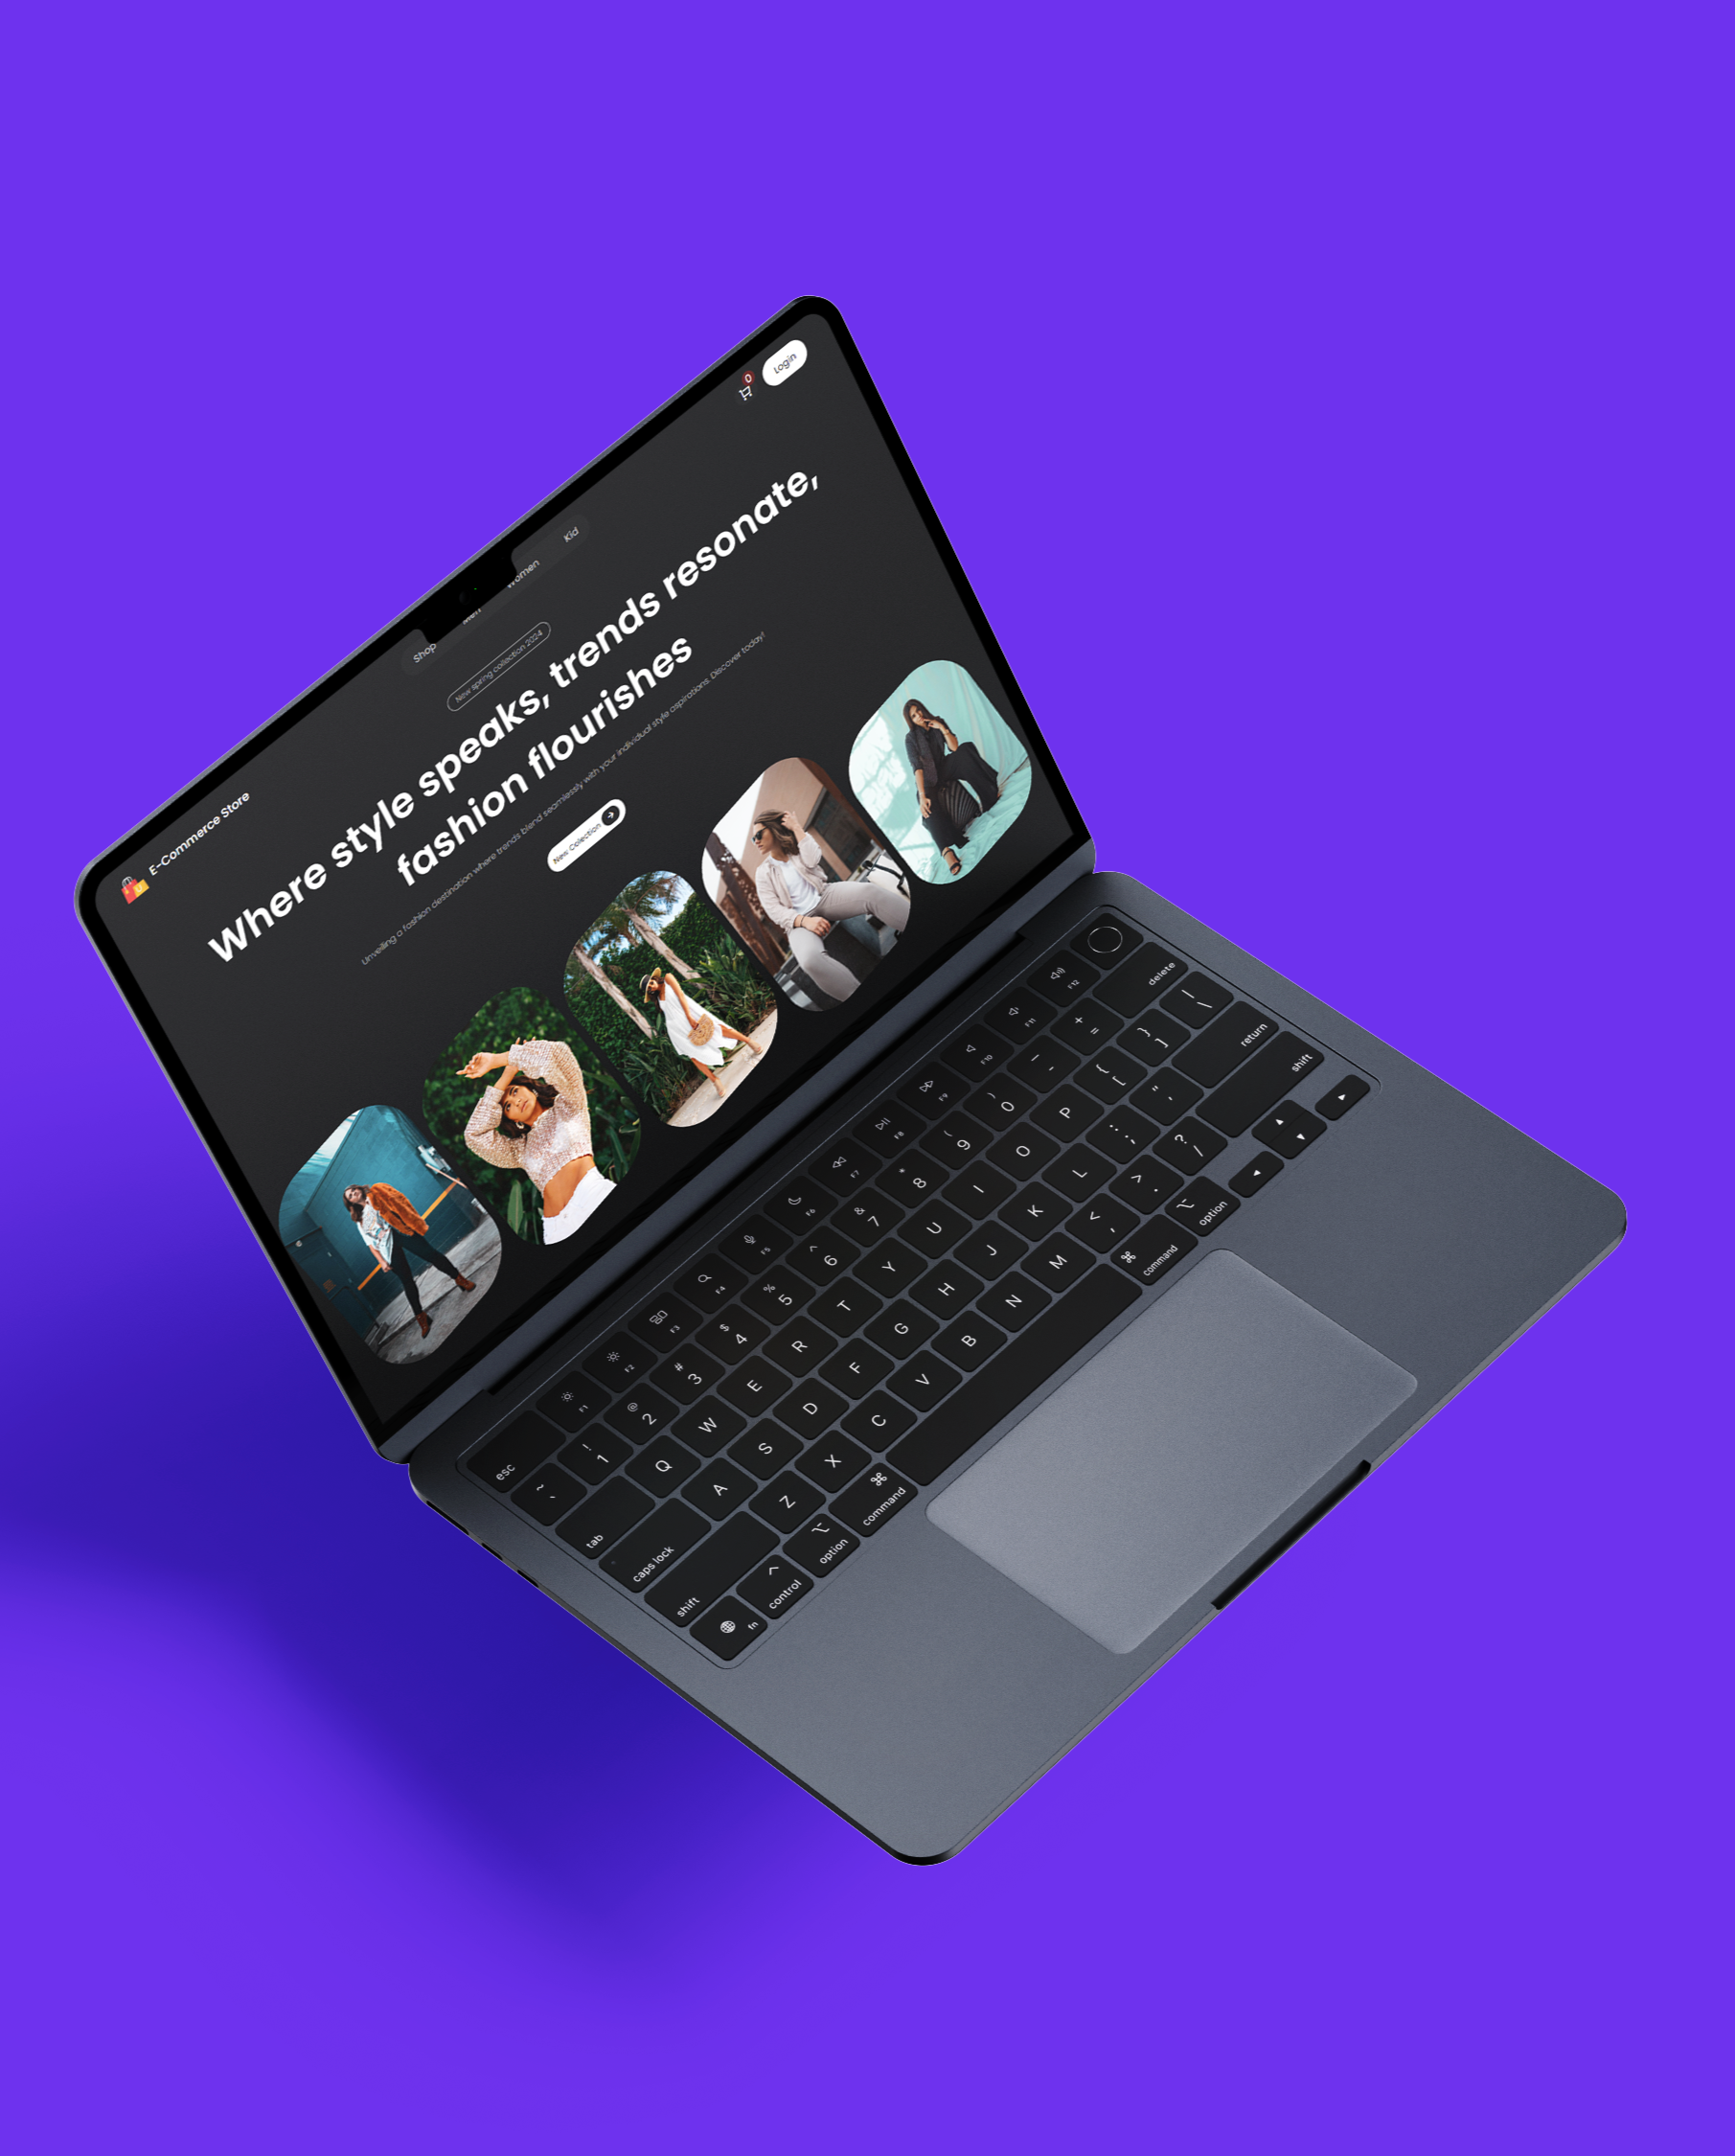 E-Commerce Store
Shop
Men
Women
Kid
0
Login
New spring collection 2024
Where style speaks, trends resonate,
fashion flourishes
Unveiling a fashion destination where trends blend seamlessly with your individual style aspirations. Discover today!
New Collection
esc
F1
F2
F3
F4
F5
F6
F7
F8
F9
F10
F11
F12
~ `
! 1
@ 2
# 3
$ 4
% 5
^ 6
& 7
* 8
( 9
) 0
_ -
+ =
delete
tab
Q W E R T Y U I O P { [ } ] | \
caps lock
A S D F G H J K L : ; " '
return
shift
Z X C V B N M < , > . ? /
shift
fn
^ control
⌥ option
⌘ command
⌘ command
⌥ option